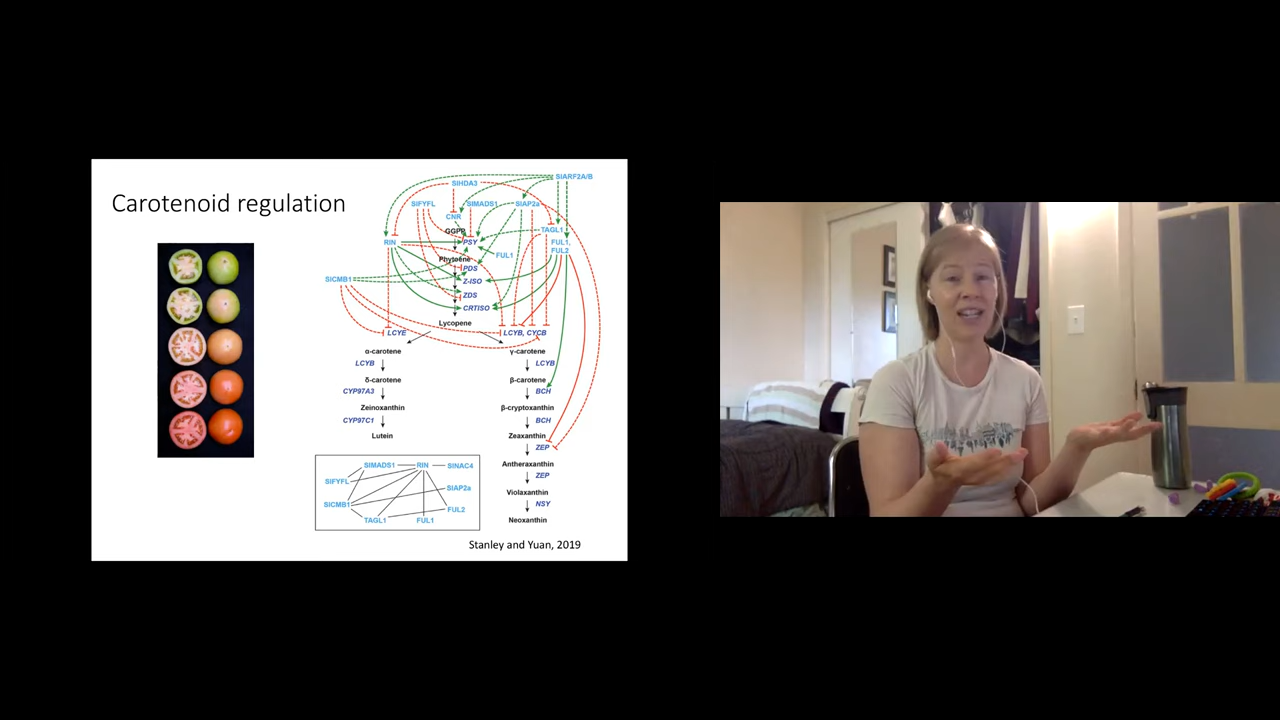 Carotenoid regulation
SlARF2A/B
SlHDA3
SlFYFL
SlMADS1
SlAP2a
CNR
GGPP
TAGL1
RIN
PSY
FUL1,
FUL2
FUL1
Phytoene
PDS
SlCMB1
Z-ISO
ZDS
CRTISO
Lycopene
LCYE
LCYB, CYCB
α-carotene
γ-carotene
LCYB
LCYB
δ-carotene
β-carotene
CYP97A3
BCH
Zeinoxanthin
β-cryptoxanthin
CYP97C1
BCH
Lutein
Zeaxanthin
ZEP
Antheraxanthin
ZEP
Violaxanthin
NSY
Neoxanthin
SlMADS1
RIN
SlNAC4
SlFYFL
SlAP2a
SlCMB1
FUL2
TAGL1
FUL1
Stanley and Yuan, 2019